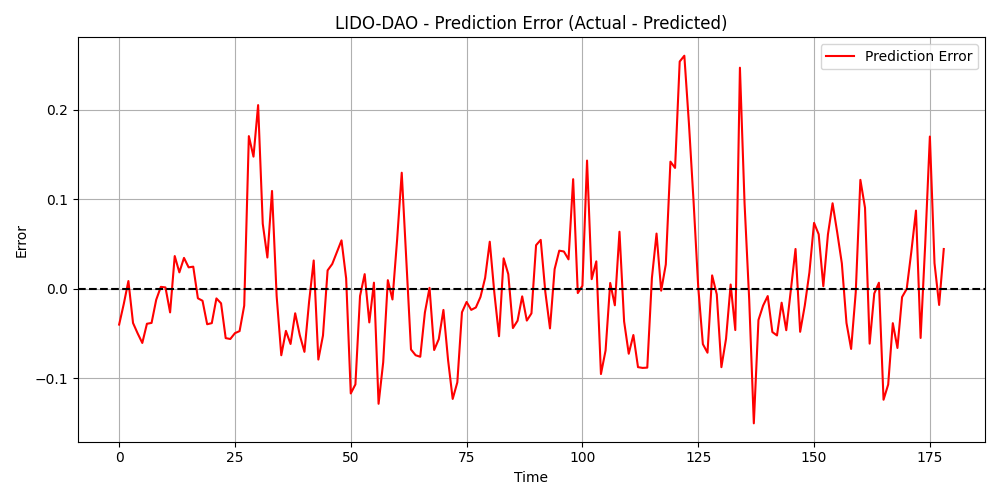 LIDO-DAO - Prediction Error (Actual - Predicted)
Prediction Error
Error
0.2
0.1
0.0
−0.1
0 25 50 75 100 125 150 175
Time